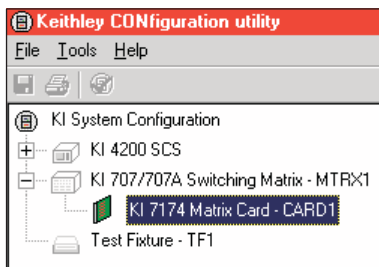 Keithley CONfiguration utility
File Tools Help
KI System Configuration
KI 4200 SCS
KI 707/707A Switching Matrix - MTRX1
KI 7174 Matrix Card - CARD1
Test Fixture - TF1